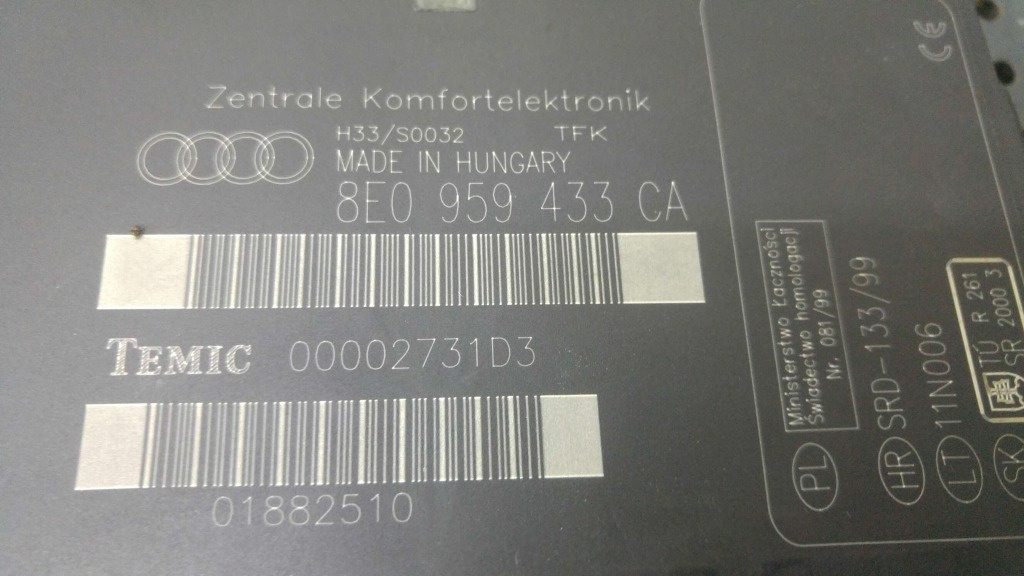 Zentrale Komfortelektronik
H33/S0032 TFK
MADE IN HUNGARY
8E0 959 433 CA
TEMIC 00002731D3
01882510
CE
PL
Ministerstwo Łączności
Świadectwo homologacji
Nr. 081/99
HR SRD-133/99
LT 11N006
SK
TÚ R 261
SR 2000 3